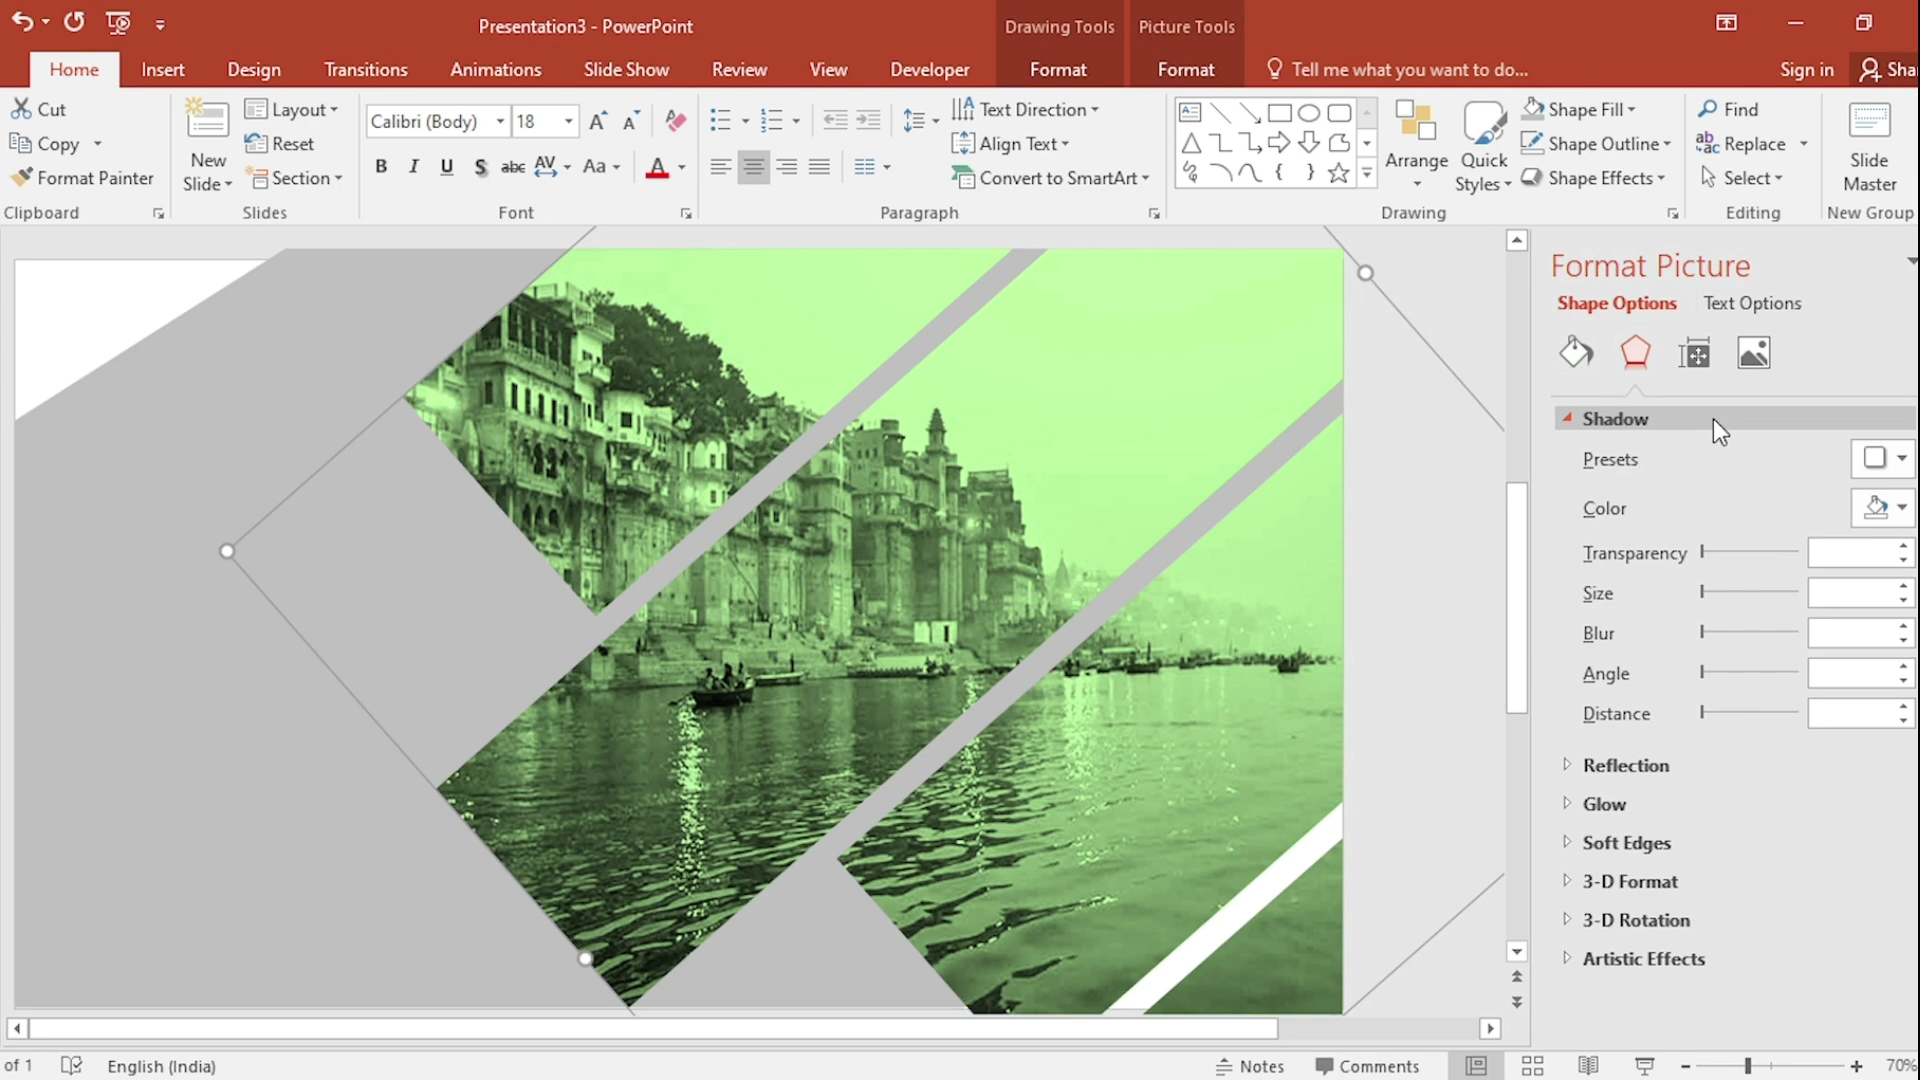 Presentation3 - PowerPoint
Drawing Tools
Picture Tools
Home
Insert
Design
Transitions
Animations
Slide Show
Review
View
Developer
Format
Format
Tell me what you want to do...
Sign in
Sha
Cut
Copy
Format Painter
Clipboard
New
Slide
Layout
Reset
Section
Slides
Calibri (Body)
18
B
I
U
S
abc
AV
Aa
A
Font
Text Direction
Align Text
Convert to SmartArt
Paragraph
Arrange
Quick
Styles
Shape Fill
Shape Outline
Shape Effects
Drawing
Find
Replace
Select
Editing
Slide
Master
New Group
Format Picture
Shape Options
Text Options
Shadow
Presets
Color
Transparency
Size
Blur
Angle
Distance
Reflection
Glow
Soft Edges
3-D Format
3-D Rotation
Artistic Effects
of 1
English (India)
Notes
Comments
70%